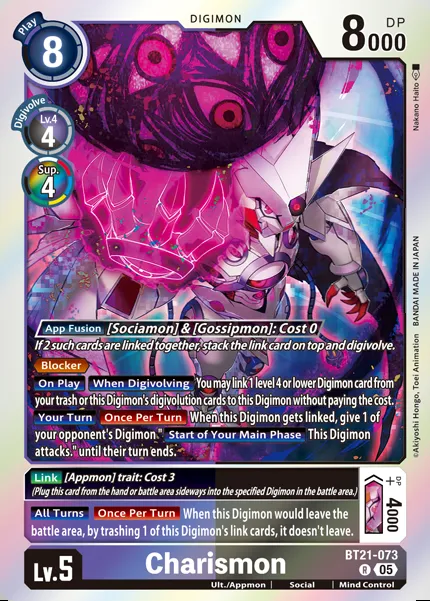 DIGIMON
Play
8
DP
8000
Digivolve
Lv.4
4
Sup.
4
Nakano Haito
App Fusion [Sociamon] & [Gossipmon]: Cost 0
If 2 such cards are linked together, stack the link card on top and digivolve.
Blocker
On Play When Digivolving You may link 1 level 4 or lower Digimon card from
your trash or this Digimon's digivolution cards to this Digimon without paying the cost.
Your Turn Once Per Turn When this Digimon gets linked, give 1 of
your opponent's Digimon "Start of Your Main Phase This Digimon
attacks." until their turn ends.
©Akiyoshi Hongo, Toei Animation BANDAI MADE IN JAPAN
Link [Appmon] trait: Cost 3
(Plug this card from the hand or battle area sideways into the specified Digimon in the battle area.)
All Turns Once Per Turn When this Digimon would leave the
battle area, by trashing 1 of this Digimon's link cards, it doesn't leave.
DP
+4000
Lv.5
Charismon
BT21-073
R 05
Ult./Appmon Social Mind Control